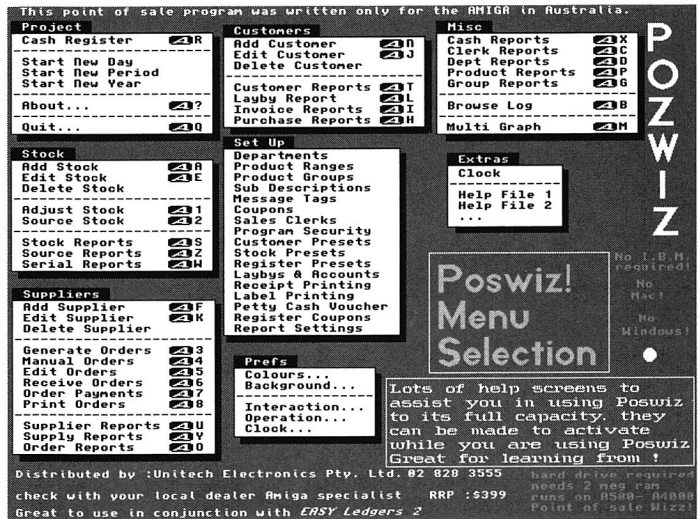 This point of sale program was written only for the AMIGA in Australia.
Project
Cash Register A R
Start New Day
Start New Period
Start New Year
About... A ?
Quit... A Q
Stock
Add Stock A A
Edit Stock A E
Delete Stock
Adjust Stock A 1
Source Stock A 2
Stock Reports A S
Source Reports A Z
Serial Reports A W
Suppliers
Add Supplier A F
Edit Supplier A K
Delete Supplier
Generate Orders A 3
Manual Orders A 4
Edit Orders A 5
Receive Orders A 6
Order Payments A 7
Print Orders A 8
Supplier Reports A U
Supply Reports A Y
Order Reports A O
Customers
Add Customer A N
Edit Customer A J
Delete Customer
Customer Reports A T
Layby Report A L
Invoice Reports A I
Purchase Reports A H
Set Up
Departments
Product Ranges
Product Groups
Sub Descriptions
Message Tags
Coupons
Sales Clerks
Program Security
Customer Presets
Stock Presets
Register Presets
Laybys & Accounts
Receipt Printing
Label Printing
Petty Cash Voucher
Register Coupons
Report Settings
Prefs
Colours...
Background...
Interaction...
Operation...
Clock...
Misc
Cash Reports A X
Clerk Reports A C
Dept Reports A D
Product Reports A P
Group Reports A G
Browse Log A B
Multi Graph A M
Extras
Clock
Help File 1
Help File 2
...
POZWIZ
Poswiz!
Menu
Selection
No I.B.M.
required!
No
Mac!
No
Windows!
Lots of help screens to
assist you in using Poswiz
to its full capacity. they
can be made to activate
while you are using Poswiz
Great for learning from !
Distributed by :Unitech Electronics Pty. Ltd. 02 828 3555
check with your local dealer Amiga specialist RRP :$399
Great to use in conjunction with EASY Ledgers 2
hard drive required
needs 2 meg ram
runs on A500- A4000
Point of sale Wizz!